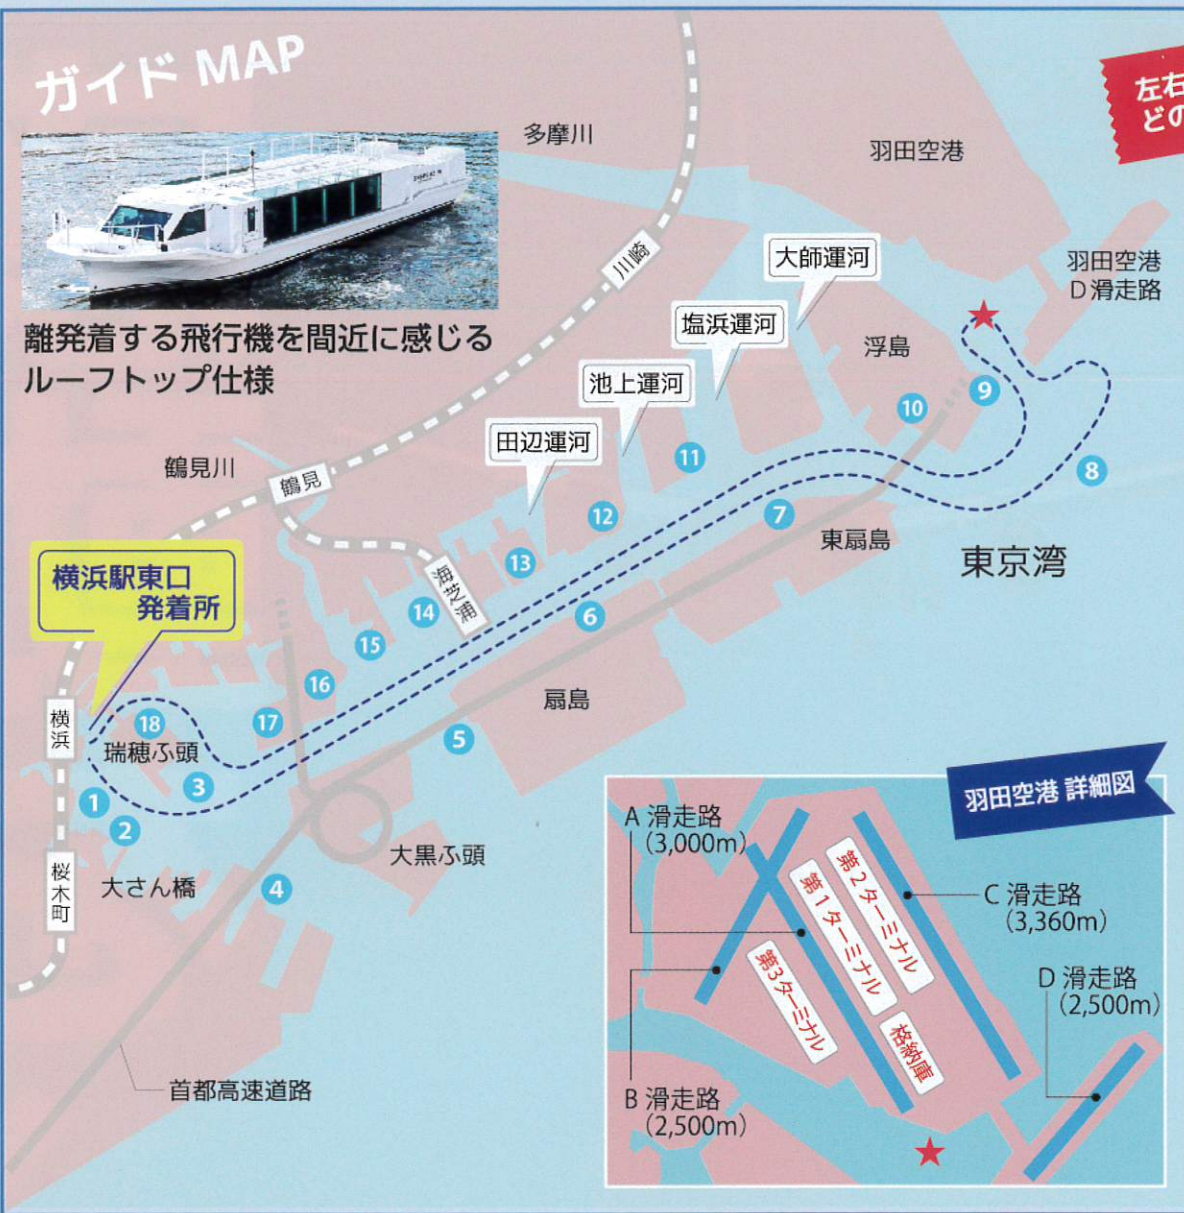 ガイド MAP
左右
どの
多摩川
羽田空港
離発着する飛行機を間近に感じる
ルーフトップ仕様
川崎
大師運河
羽田空港
D 滑走路
塩浜運河
浮島
池上運河
田辺運河
鶴見川
鶴見
横浜駅東口
発着所
海芝浦
東扇島
東京湾
扇島
横浜
瑞穂ふ頭
桜木町
大さん橋
大黒ふ頭
首都高速道路
1
2
3
4
5
6
7
8
9
10
11
12
13
14
15
16
17
18
羽田空港 詳細図
A 滑走路
(3,000m)
第2ターミナル
第1ターミナル
第3ターミナル
格納庫
C 滑走路
(3,360m)
D 滑走路
(2,500m)
B 滑走路
(2,500m)